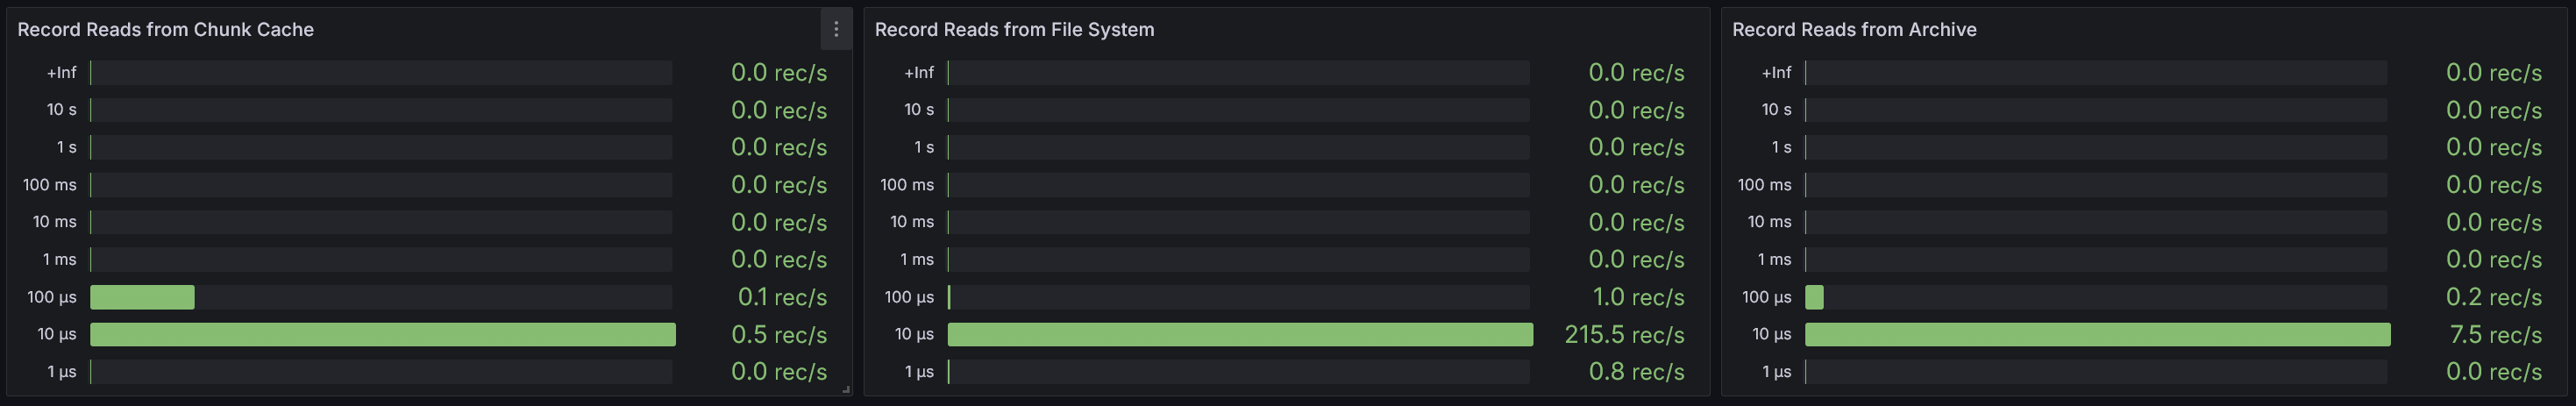 Record Reads from Chunk Cache
+Inf 0.0 rec/s
10 s 0.0 rec/s
1 s 0.0 rec/s
100 ms 0.0 rec/s
10 ms 0.0 rec/s
1 ms 0.0 rec/s
100 µs 0.1 rec/s
10 µs 0.5 rec/s
1 µs 0.0 rec/s
Record Reads from File System
+Inf 0.0 rec/s
10 s 0.0 rec/s
1 s 0.0 rec/s
100 ms 0.0 rec/s
10 ms 0.0 rec/s
1 ms 0.0 rec/s
100 µs 1.0 rec/s
10 µs 215.5 rec/s
1 µs 0.8 rec/s
Record Reads from Archive
+Inf 0.0 rec/s
10 s 0.0 rec/s
1 s 0.0 rec/s
100 ms 0.0 rec/s
10 ms 0.0 rec/s
1 ms 0.0 rec/s
100 µs 0.2 rec/s
10 µs 7.5 rec/s
1 µs 0.0 rec/s